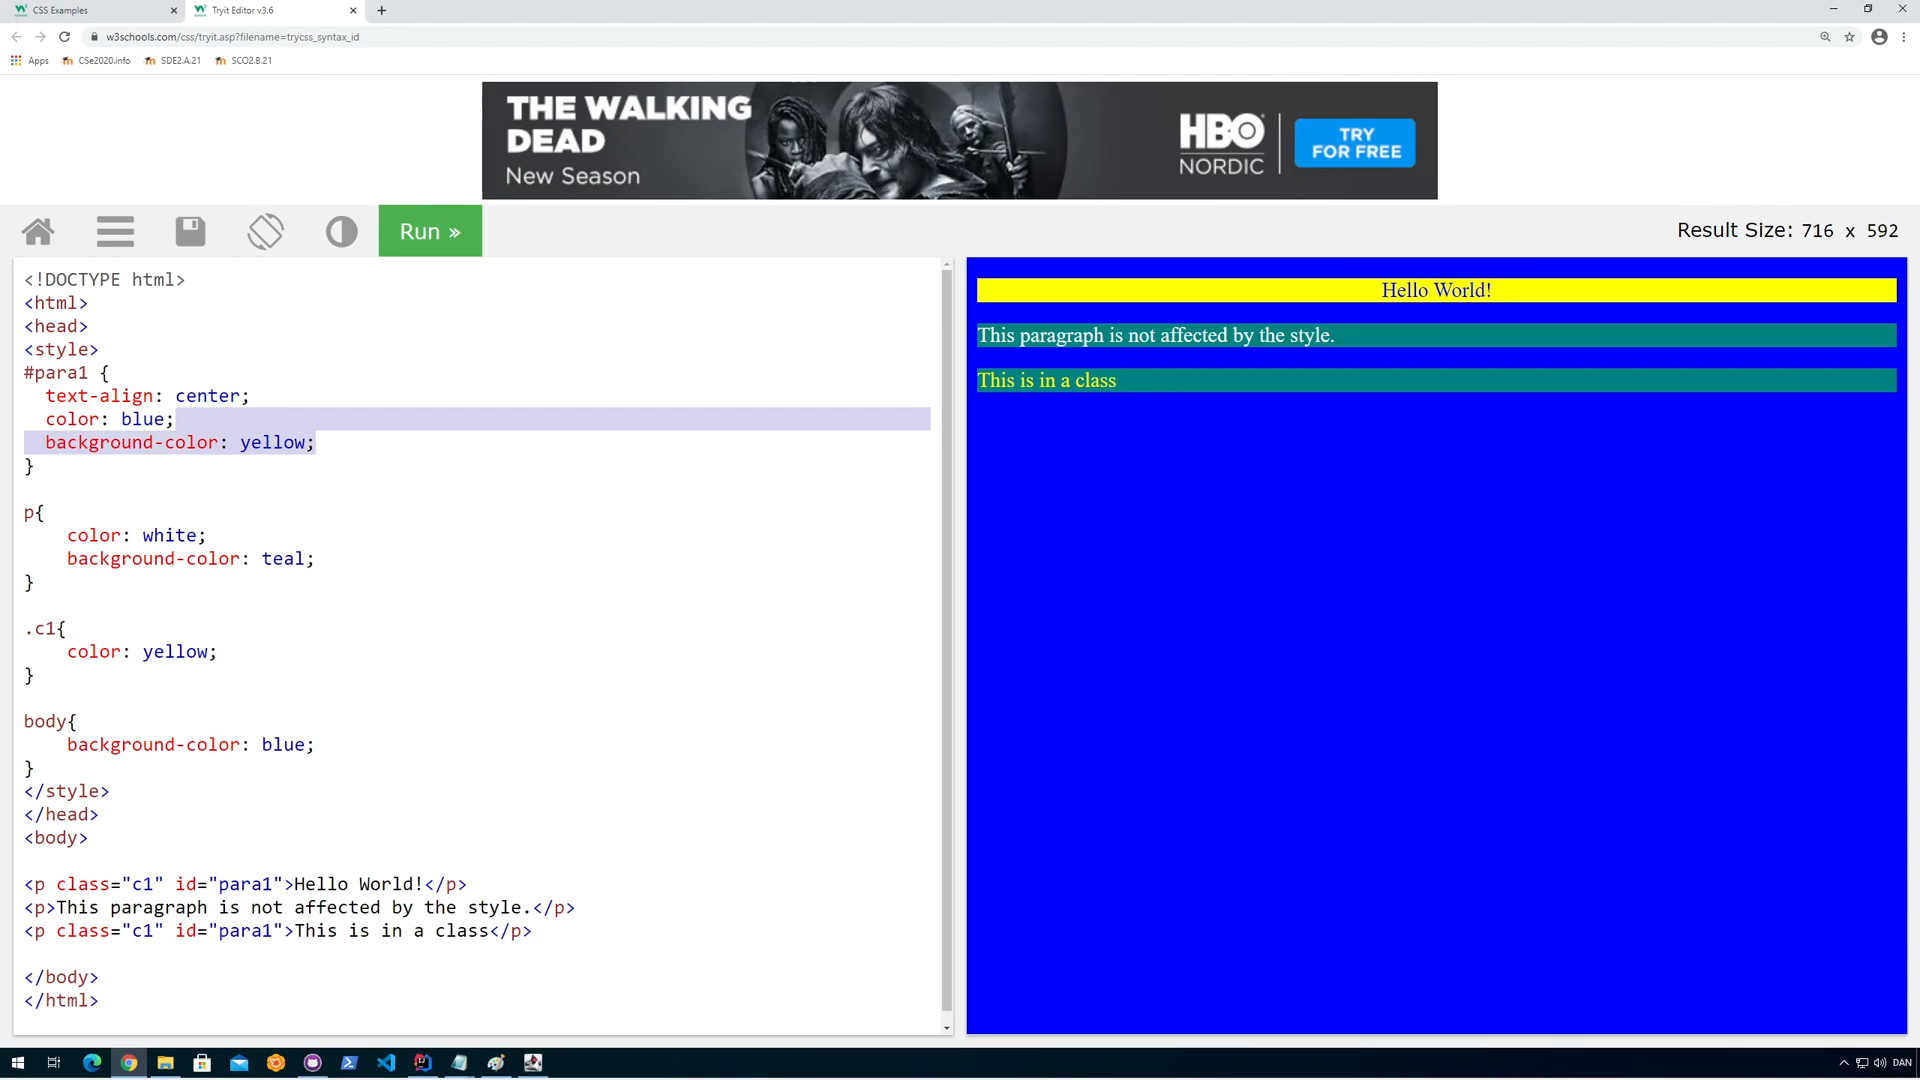 CSS Examples
Tryit Editor v3.6
w3schools.com/css/tryit.asp?filename=trycss_syntax_id
Apps
CSe2020.info
SDE2.A.21
SCO2.B.21
THE WALKING
DEAD
New Season
HBO
NORDIC
TRY
FOR FREE
Run »
Result Size: 716 x 592
<!DOCTYPE html>
<html>
<head>
<style>
#para1 {
  text-align: center;
  color: blue;
  background-color: yellow;
}
p{
    color: white;
    background-color: teal;
}
.c1{
    color: yellow;
}
body{
    background-color: blue;
}
</style>
</head>
<body>
<p class="c1" id="para1">Hello World!</p>
<p>This paragraph is not affected by the style.</p>
<p class="c1" id="para1">This is in a class</p>
</body>
</html>
Hello World!
This paragraph is not affected by the style.
This is in a class
DAN